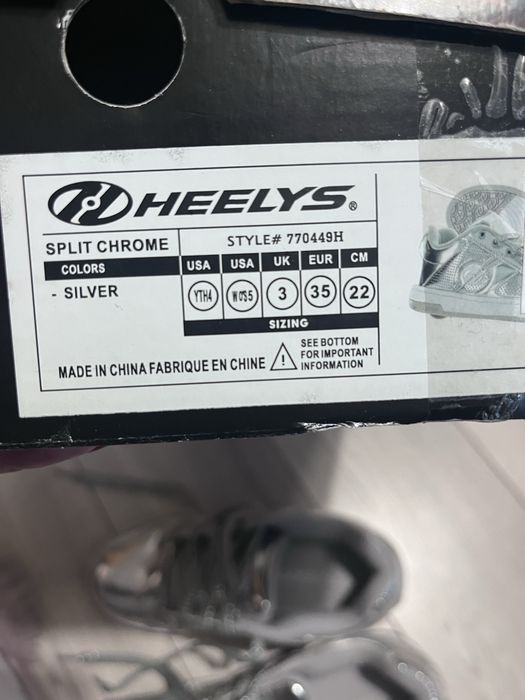 HEELYS®
SPLIT CHROME
STYLE# 770449H
COLORS
USA USA UK EUR CM
- SILVER
YTH4 WO'S5 3 35 22
SIZING
MADE IN CHINA FABRIQUE EN CHINE
! SEE BOTTOM
FOR IMPORTANT
INFORMATION